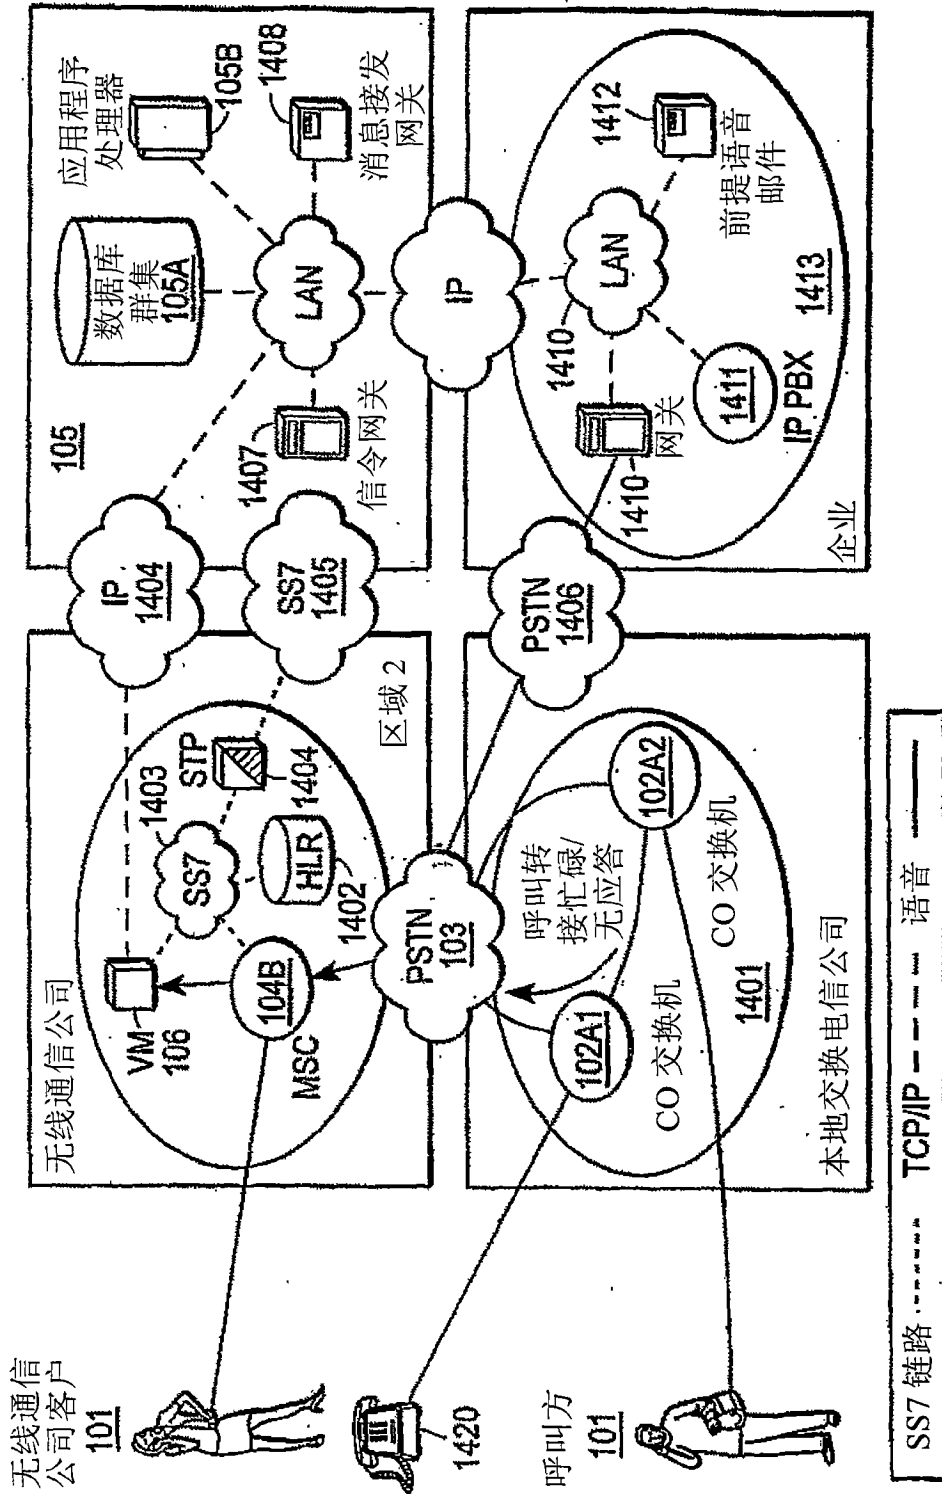 无线通信
公司客户
101
1420
呼叫方
101
无线通信公司
VM
106
104B
MSC
SS7
1403
STP
1404
HLR
1402
区域 2
PSTN
103
呼叫转
接忙碌/
无应答
102A1
CO 交换机
102A2
CO 交换机
1401
本地交换电信公司
IP
1404
SS7
1405
PSTN
1406
105
数据库
群集
105A
应用程序
处理器
105B
1408
消息接发
网关
LAN
1407
信令网关
IP
LAN
1410
1410
网关
1411
IP PBX
1412
前提语音
邮件
1413
企业
SS7 链路
TCP/IP
语音